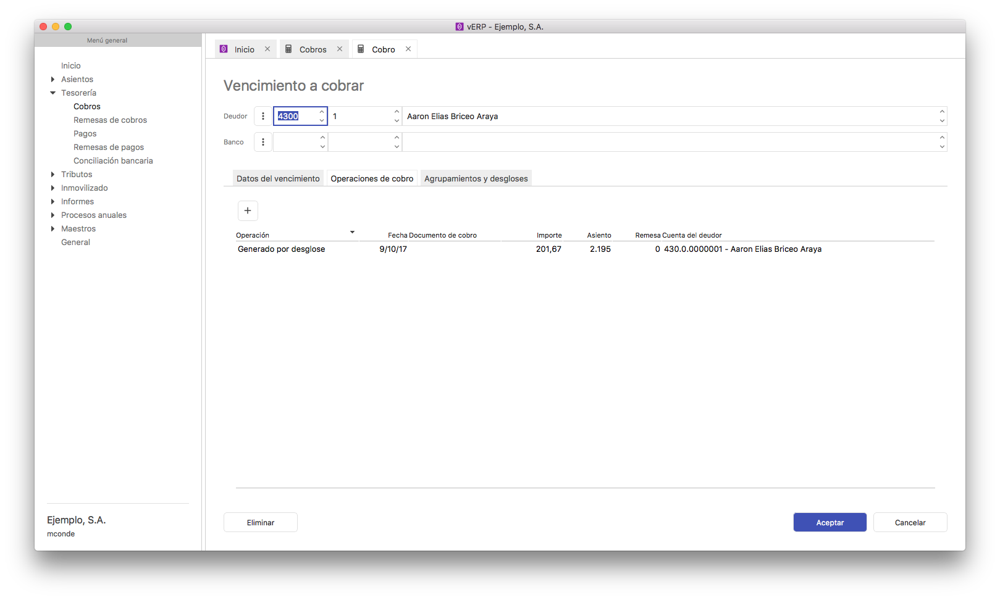 vERP - Ejemplo, S.A.
Menú general
Inicio
Asientos
Tesorería
Cobros
Remesas de cobros
Pagos
Remesas de pagos
Conciliación bancaria
Tributos
Inmovilizado
Informes
Procesos anuales
Maestros
General
Ejemplo, S.A.
mconde
Inicio Cobros Cobro
Vencimiento a cobrar
Deudor 4300 1 Aaron Elias Briceo Araya
Banco
Datos del vencimiento Operaciones de cobro Agrupamientos y desgloses
+
Operación Fecha Documento de cobro Importe Asiento Remesa Cuenta del deudor
Generado por desglose 9/10/17 201,67 2.195 0 430.0.0000001 - Aaron Elias Briceo Araya
Eliminar Aceptar Cancelar